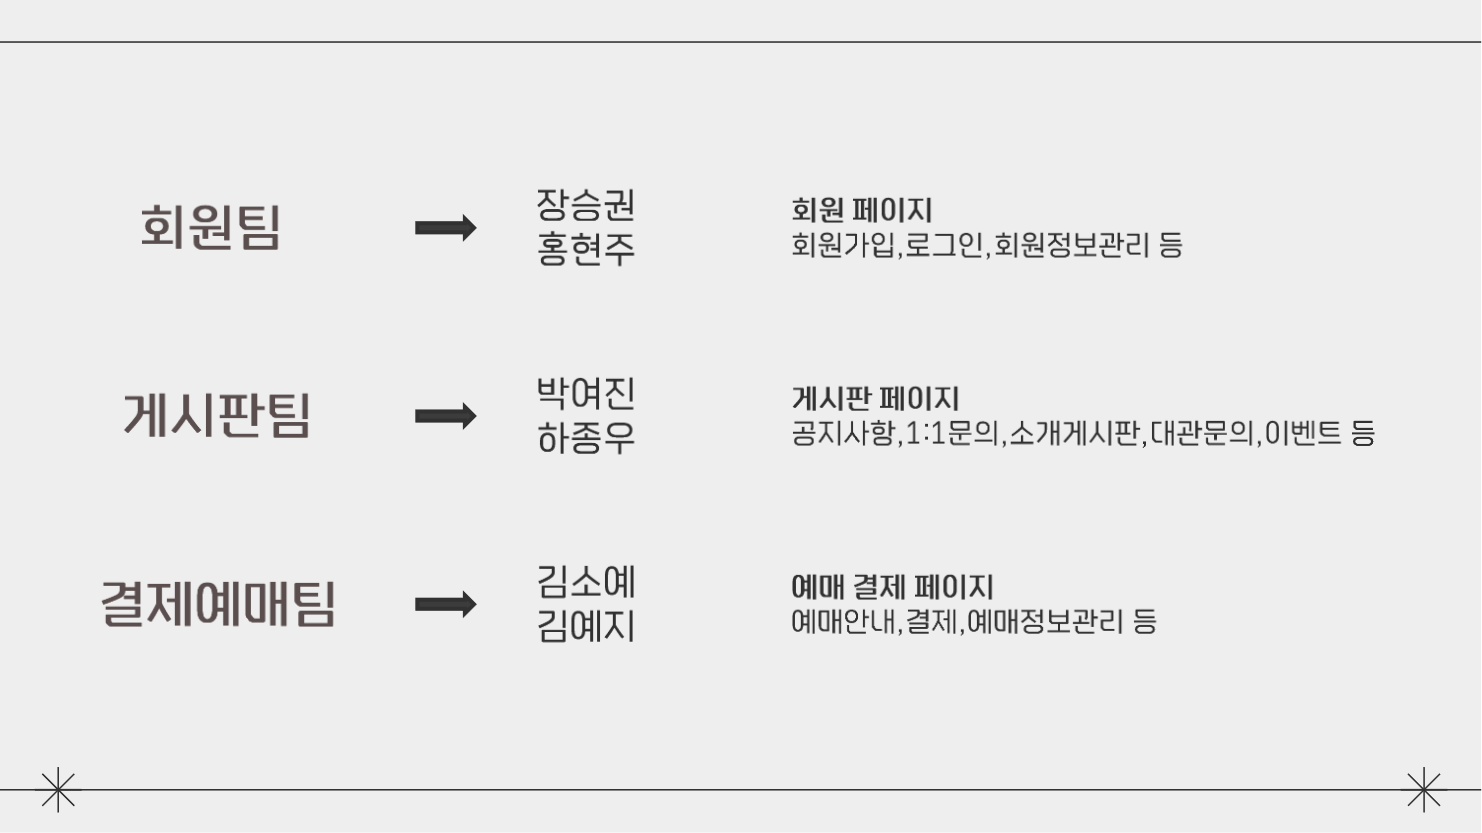 회원팀
장승권
홍현주
회원 페이지
회원가입,로그인,회원정보관리 등
게시판팀
박여진
하종우
게시판 페이지
공지사항,1:1문의,소개게시판,대관문의,이벤트 등
결제예매팀
김소예
김예지
예매 결제 페이지
예매안내,결제,예매정보관리 등